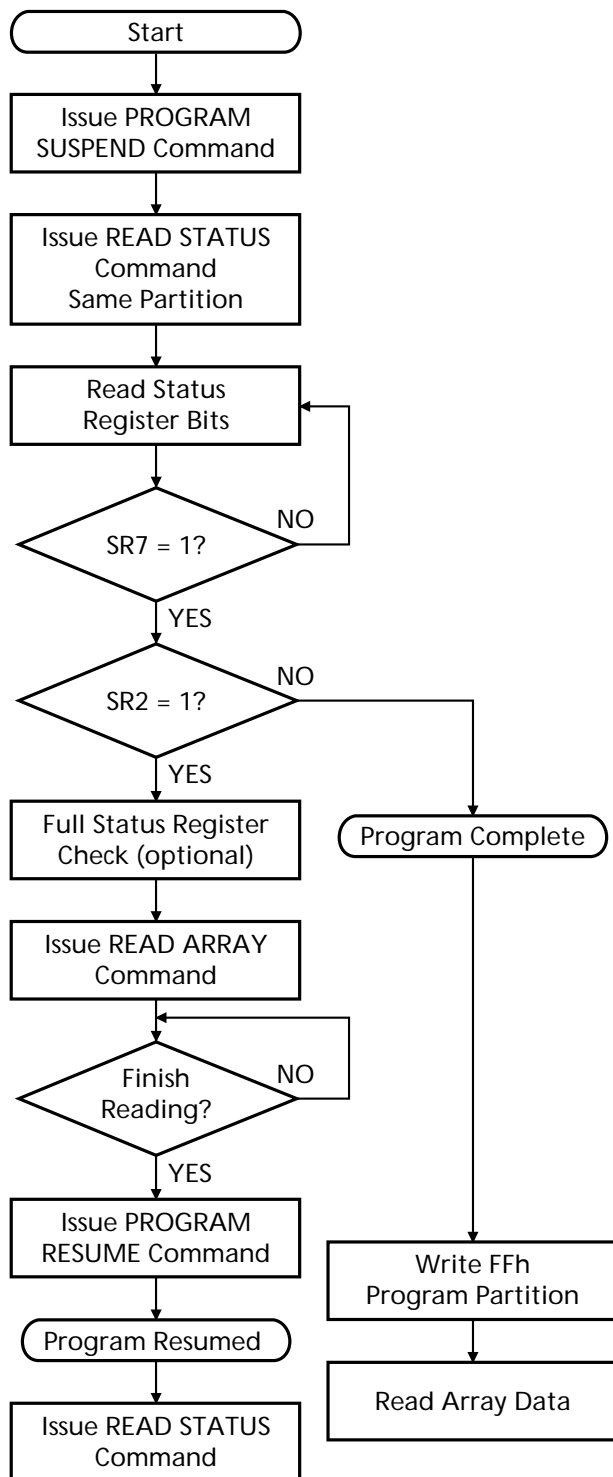 Start
Issue PROGRAM
SUSPEND Command
Issue READ STATUS
Command
Same Partition
Read Status
Register Bits
NO
SR7 = 1?
YES
NO
SR2 = 1?
YES
Full Status Register
Check (optional)
Program Complete
Issue READ ARRAY
Command
Finish
Reading?
NO
YES
Issue PROGRAM
RESUME Command
Write FFh
Program Partition
Program Resumed
Read Array Data
Issue READ STATUS
Command